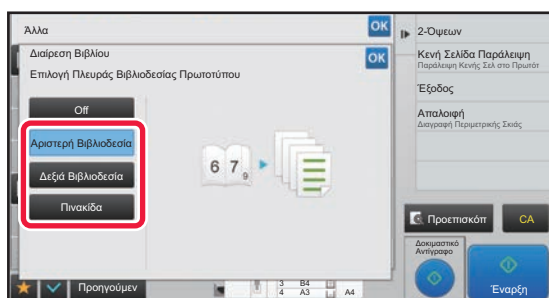 Άλλα
OK
Διαίρεση Βιβλίου
OK
Επιλογή Πλευράς Βιβλιοδεσίας Πρωτοτύπου
Off
Αριστερή Βιβλιοδεσία
Δεξιά Βιβλιοδεσία
Πινακίδα
6 7 9
2-Όψεων
Κενή Σελίδα Παράλειψη
Παράλειψη Κενής Σελ στο Πρωτότ
Έξοδος
Απαλοιφή
Διαγραφή Περιμετρικής Σκιάς
Προεπισκόπ
CA
Δοκιμαστικό
Αντίγραφο
Έναρξη
Προηγούμεν
3 B4
4 A3
A4